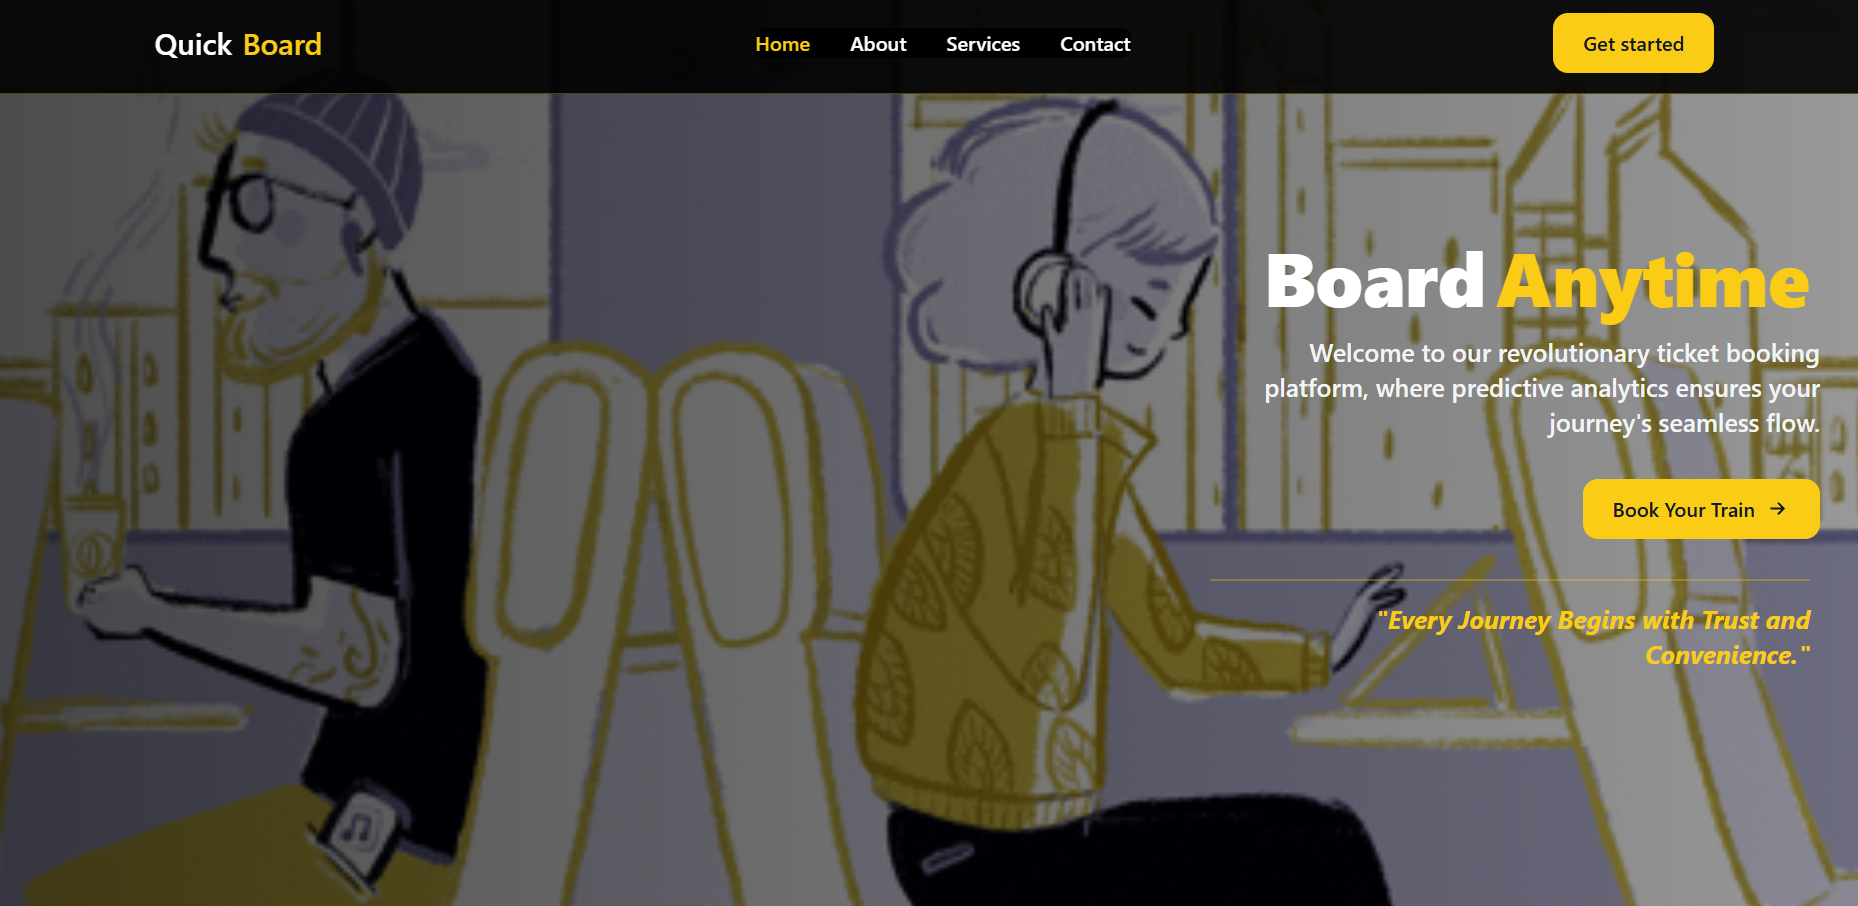 Quick Board
Home About Services Contact
Get started
Board Anytime
Welcome to our revolutionary ticket booking
platform, where predictive analytics ensures your
journey's seamless flow.
Book Your Train →
"Every Journey Begins with Trust and
Convenience."